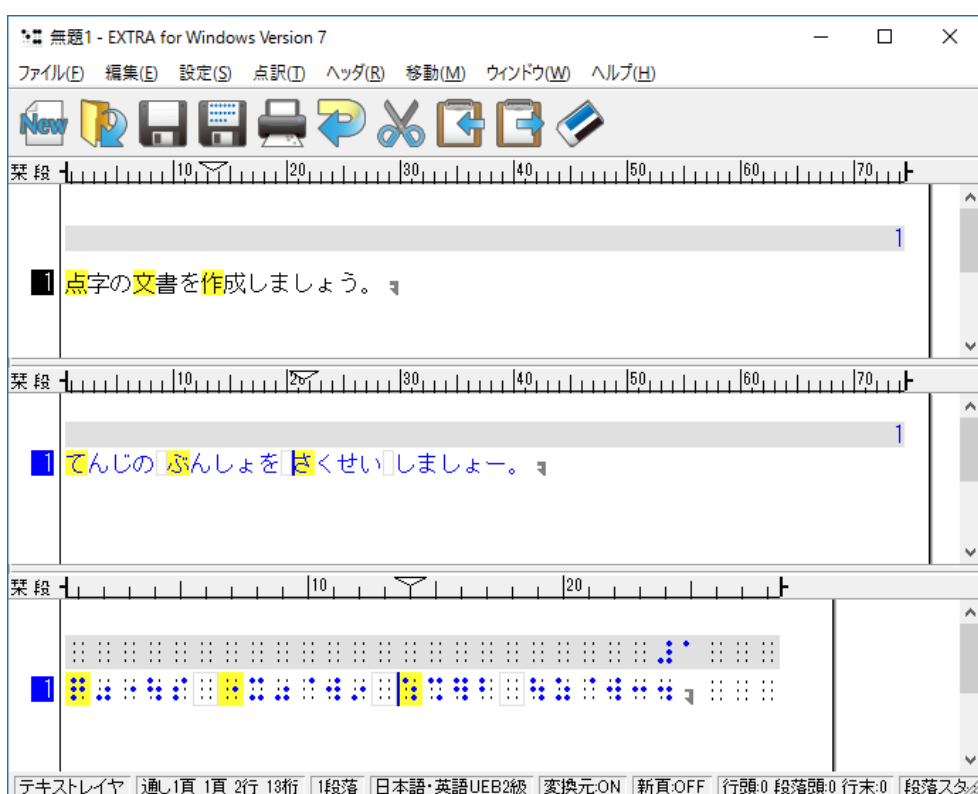 無題1 - EXTRA for Windows Version 7
ファイル(F) 編集(E) 設定(S) 点訳(T) ヘッダ(R) 移動(M) ウィンドウ(W) ヘルプ(H)
New
栞 段 10 20 30 40 50 60 70
1
1 点字の文書を作成しましょう。
栞 段 10 20 30 40 50 60 70
1
1 てんじの ぶんしょを さくせい しましょー。
栞 段 10 20
⠼⠁
1 ⠟⠴⠐⠳⠎ ⠐⠭⠴⠈⠺⠔ ⠱⠩⠻⠃ ⠳⠵⠈⠺⠒⠲
テキストレイヤ 通し1頁 1頁 2行 13桁 1段落 日本語・英語UEB2級 変換元:ON 新頁:OFF 行頭:0 段落頭:0 行末:0 段落スタイ